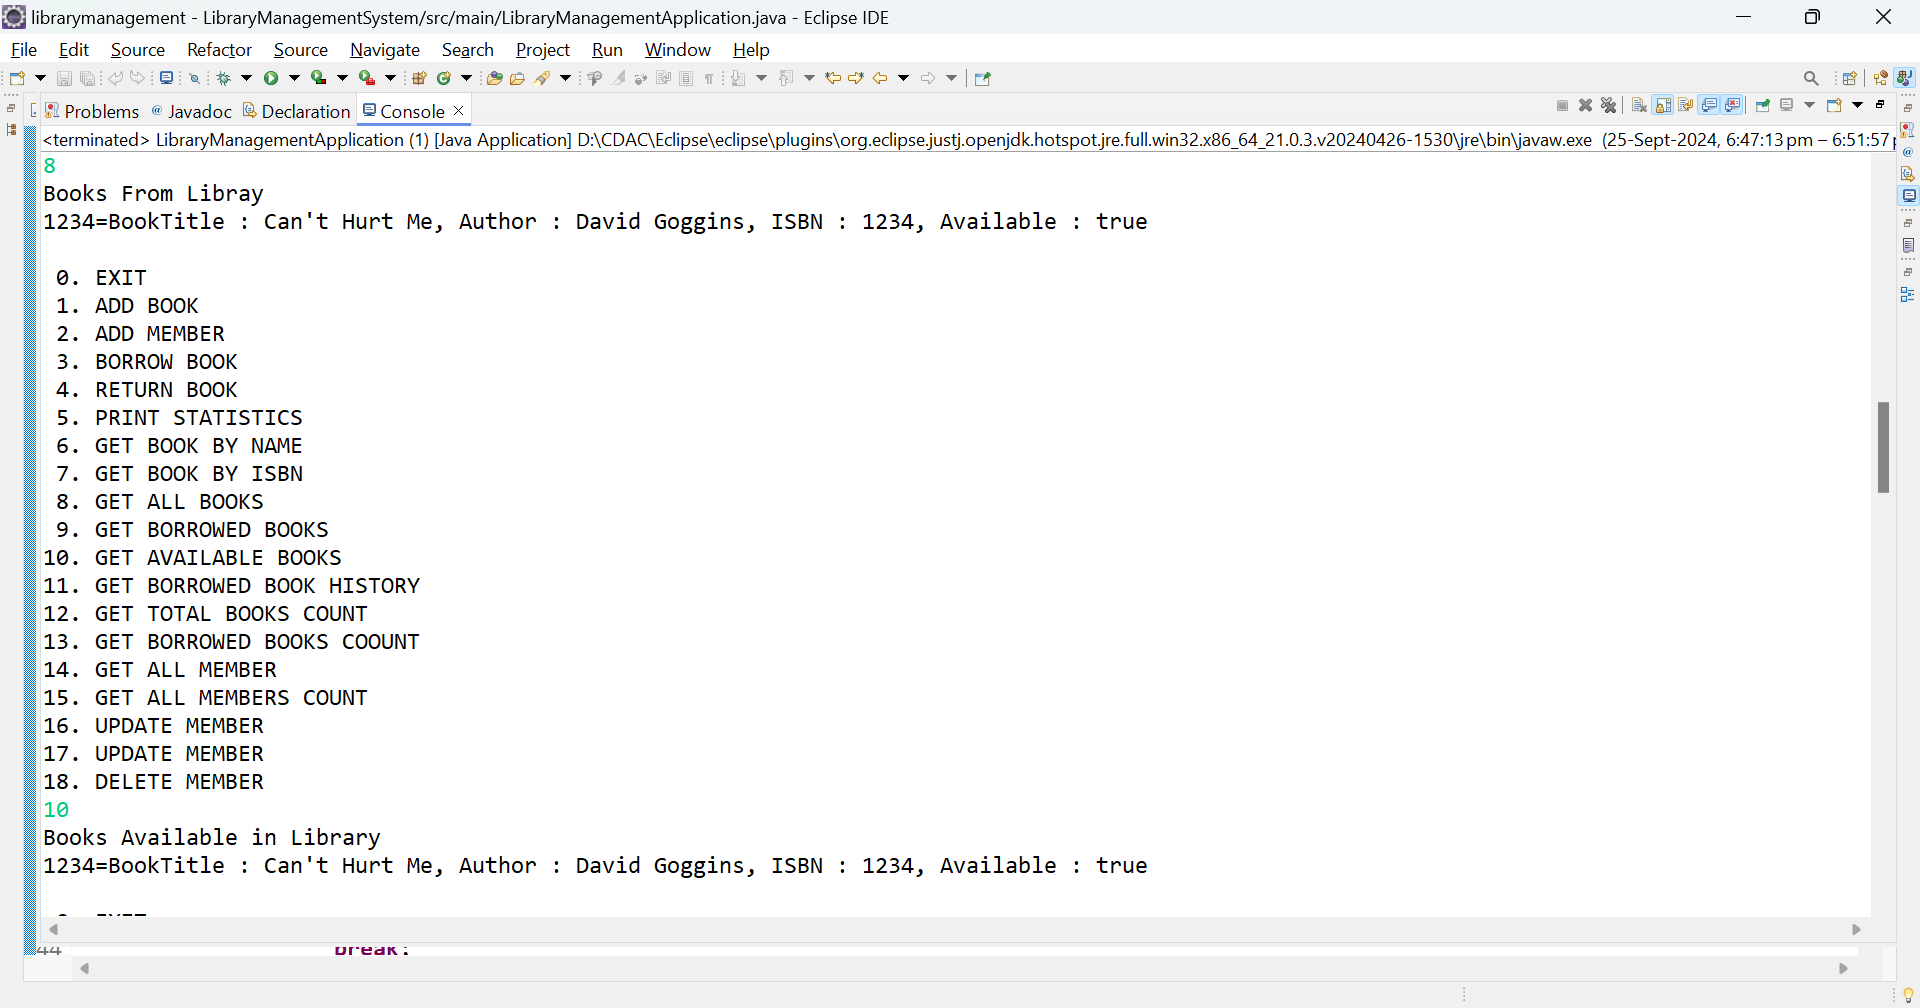 librarymanagement - LibraryManagementSystem/src/main/LibraryManagementApplication.java - Eclipse IDE
File Edit Source Refactor Source Navigate Search Project Run Window Help
Problems @ Javadoc Declaration Console
<terminated> LibraryManagementApplication (1) [Java Application] D:\CDAC\Eclipse\eclipse\plugins\org.eclipse.justj.openjdk.hotspot.jre.full.win32.x86_64_21.0.3.v20240426-1530\jre\bin\javaw.exe (25-Sept-2024, 6:47:13 pm – 6:51:57
8
Books From Libray
1234=BookTitle : Can't Hurt Me, Author : David Goggins, ISBN : 1234, Available : true
0. EXIT
1. ADD BOOK
2. ADD MEMBER
3. BORROW BOOK
4. RETURN BOOK
5. PRINT STATISTICS
6. GET BOOK BY NAME
7. GET BOOK BY ISBN
8. GET ALL BOOKS
9. GET BORROWED BOOKS
10. GET AVAILABLE BOOKS
11. GET BORROWED BOOK HISTORY
12. GET TOTAL BOOKS COUNT
13. GET BORROWED BOOKS COOUNT
14. GET ALL MEMBER
15. GET ALL MEMBERS COUNT
16. UPDATE MEMBER
17. UPDATE MEMBER
18. DELETE MEMBER
10
Books Available in Library
1234=BookTitle : Can't Hurt Me, Author : David Goggins, ISBN : 1234, Available : true
44 break;